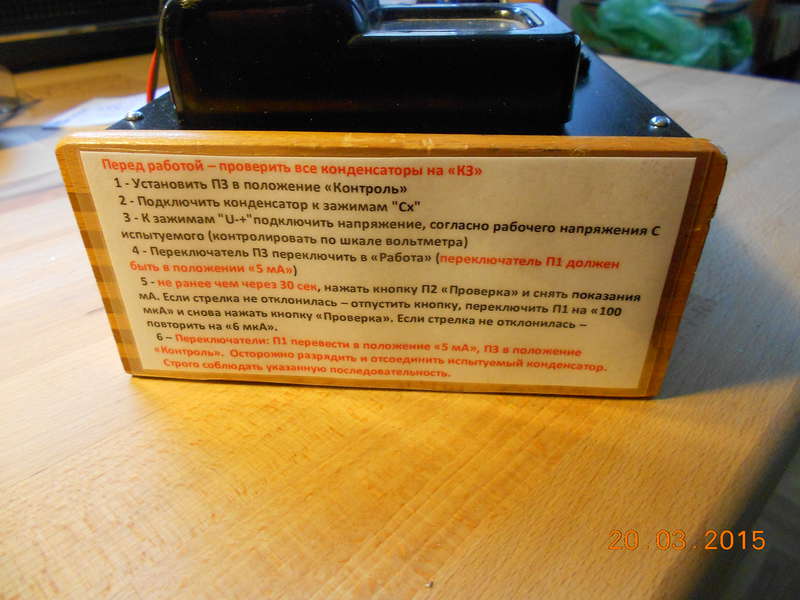 Перед работой – проверить все конденсаторы на «КЗ»
1 - Установить П3 в положение «Контроль»
2 - Подключить конденсатор к зажимам "Сх"
3 - К зажимам "U-+"подключить напряжение, согласно рабочего напряжения С
испытуемого (контролировать по шкале вольтметра)
4 - Переключатель П3 переключить в «Работа» (переключатель П1 должен
быть в положении «5 мА»)
5 - не ранее чем через 30 сек, нажать кнопку П2 «Проверка» и снять показания
мА. Если стрелка не отклонилась – отпустить кнопку, переключить П1 на «100
мкА» и снова нажать кнопку «Проверка». Если стрелка не отклонилась –
повторить на «6 мкА».
6 – Переключатели: П1 перевести в положение «5 мА», П3 в положение
«Контроль». Осторожно разрядить и отсоединить испытуемый конденсатор.
Строго соблюдать указанную последовательность.
20.03.2015